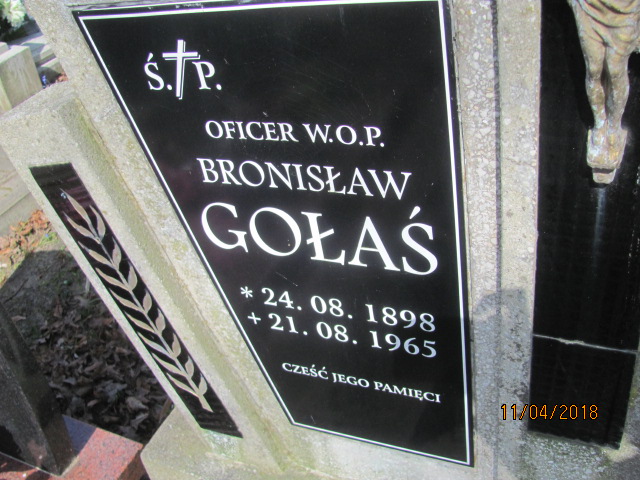 Ś.†P.
OFICER W.O.P.
BRONISŁAW
GOŁAŚ
* 24. 08. 1898
+ 21. 08. 1965
CZEŚĆ JEGO PAMIĘCI
11/04/2018